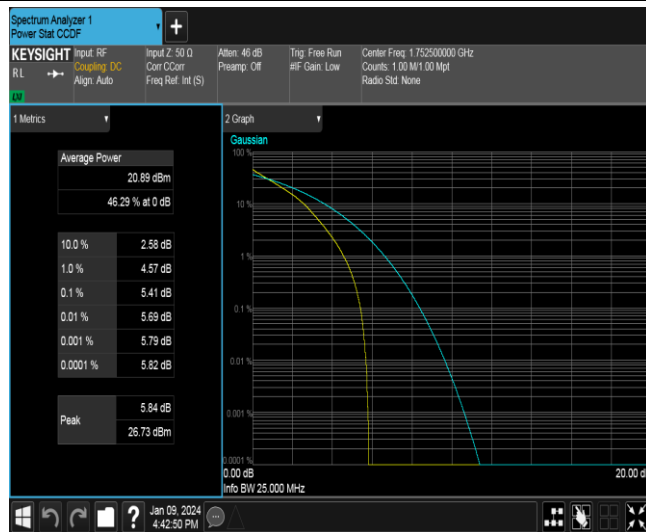 Spectrum Analyzer 1
Power Stat CCDF
KEYSIGHT
RL
Input: RF
Coupling: DC
Align: Auto
Input Z: 50 Ω
Corr CCorr
Freq Ref: Int (S)
Atten: 46 dB
Preamp: Off
Trig: Free Run
#IF Gain: Low
Center Freq: 1.752500000 GHz
Counts: 1.00 M/1.00 Mpt
Radio Std: None
1 Metrics
Average Power
20.89 dBm
46.29 % at 0 dB
10.0 % 2.58 dB
1.0 % 4.57 dB
0.1 % 5.41 dB
0.01 % 5.69 dB
0.001 % 5.79 dB
0.0001 % 5.82 dB
Peak
5.84 dB
26.73 dBm
2 Graph
Gaussian
100 %
10 %
1 %
0.1 %
0.01 %
0.001 %
0.0001 %
0.00 dB
20.00 d
Info BW 25.000 MHz
?
Jan 09, 2024
4:42:50 PM